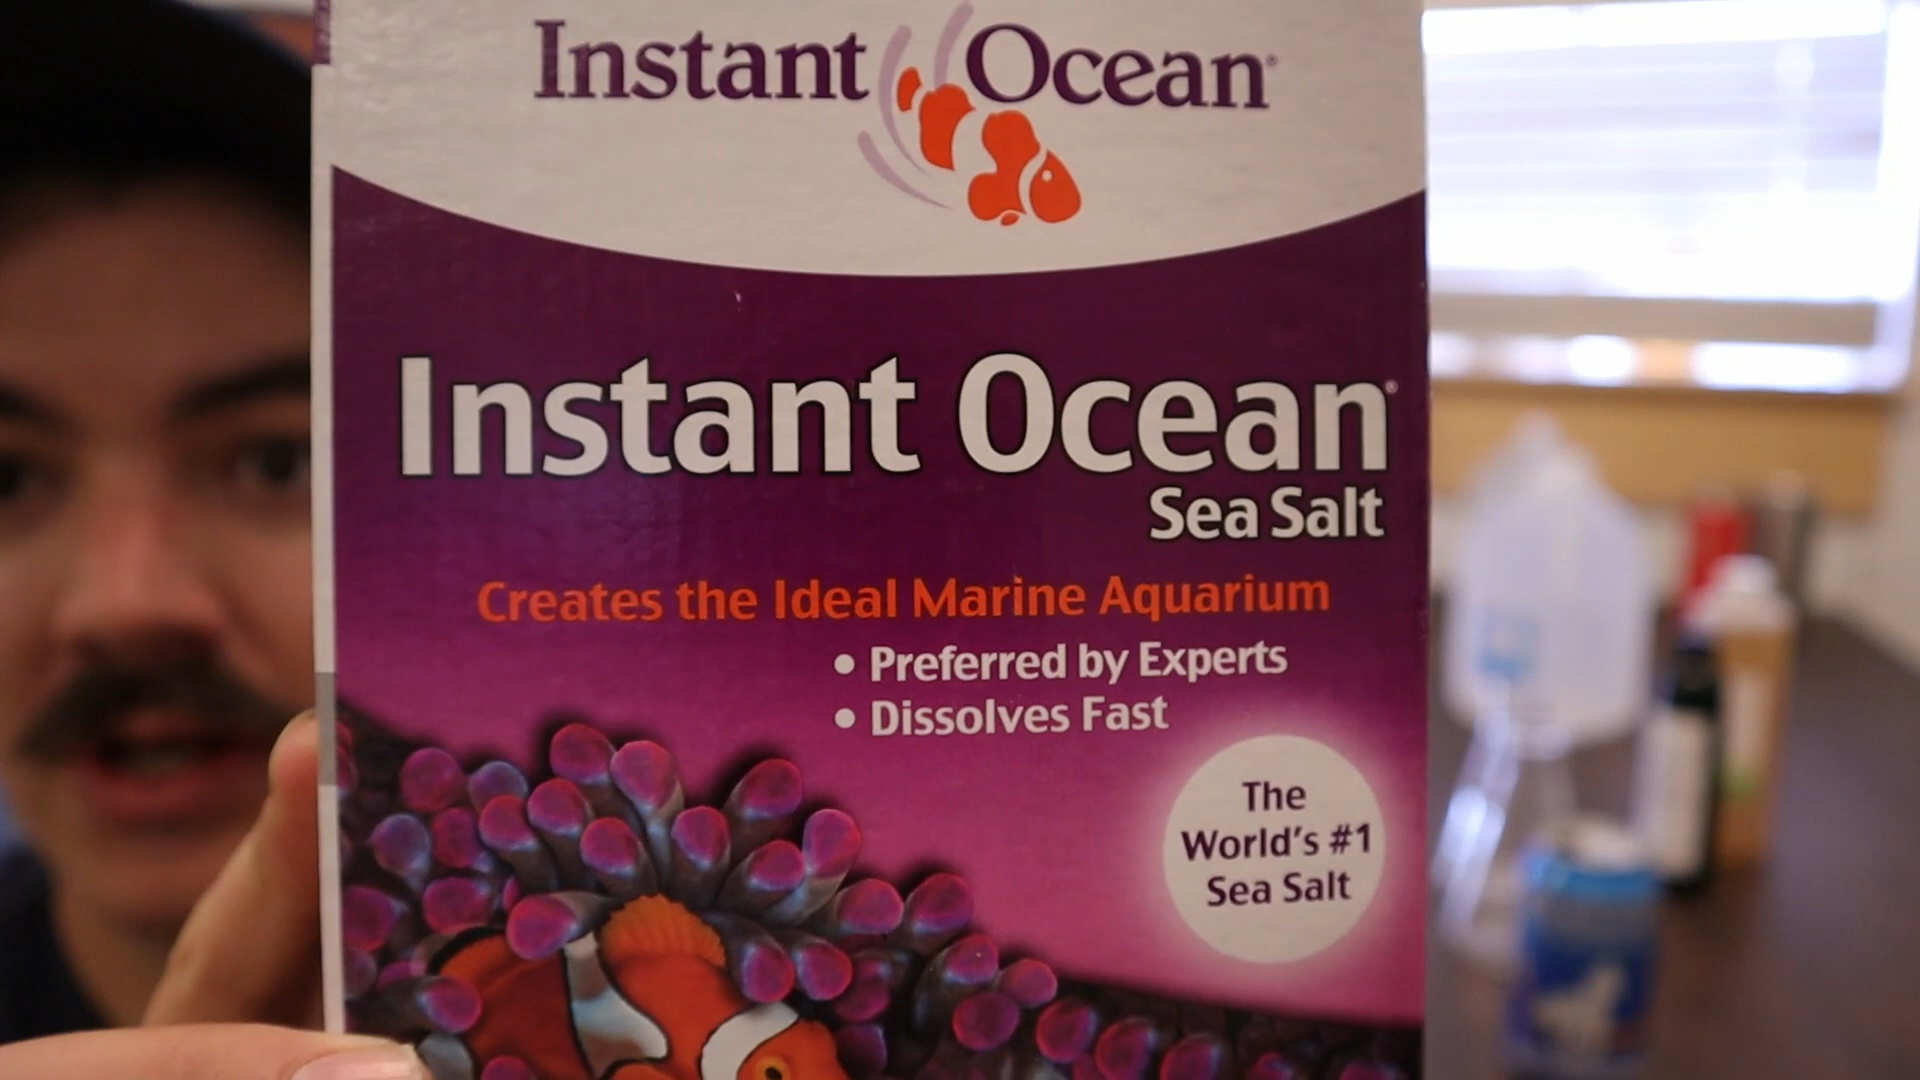 Instant Ocean®
Instant Ocean®
Sea Salt
Creates the Ideal Marine Aquarium
• Preferred by Experts
• Dissolves Fast
The
World's #1
Sea Salt